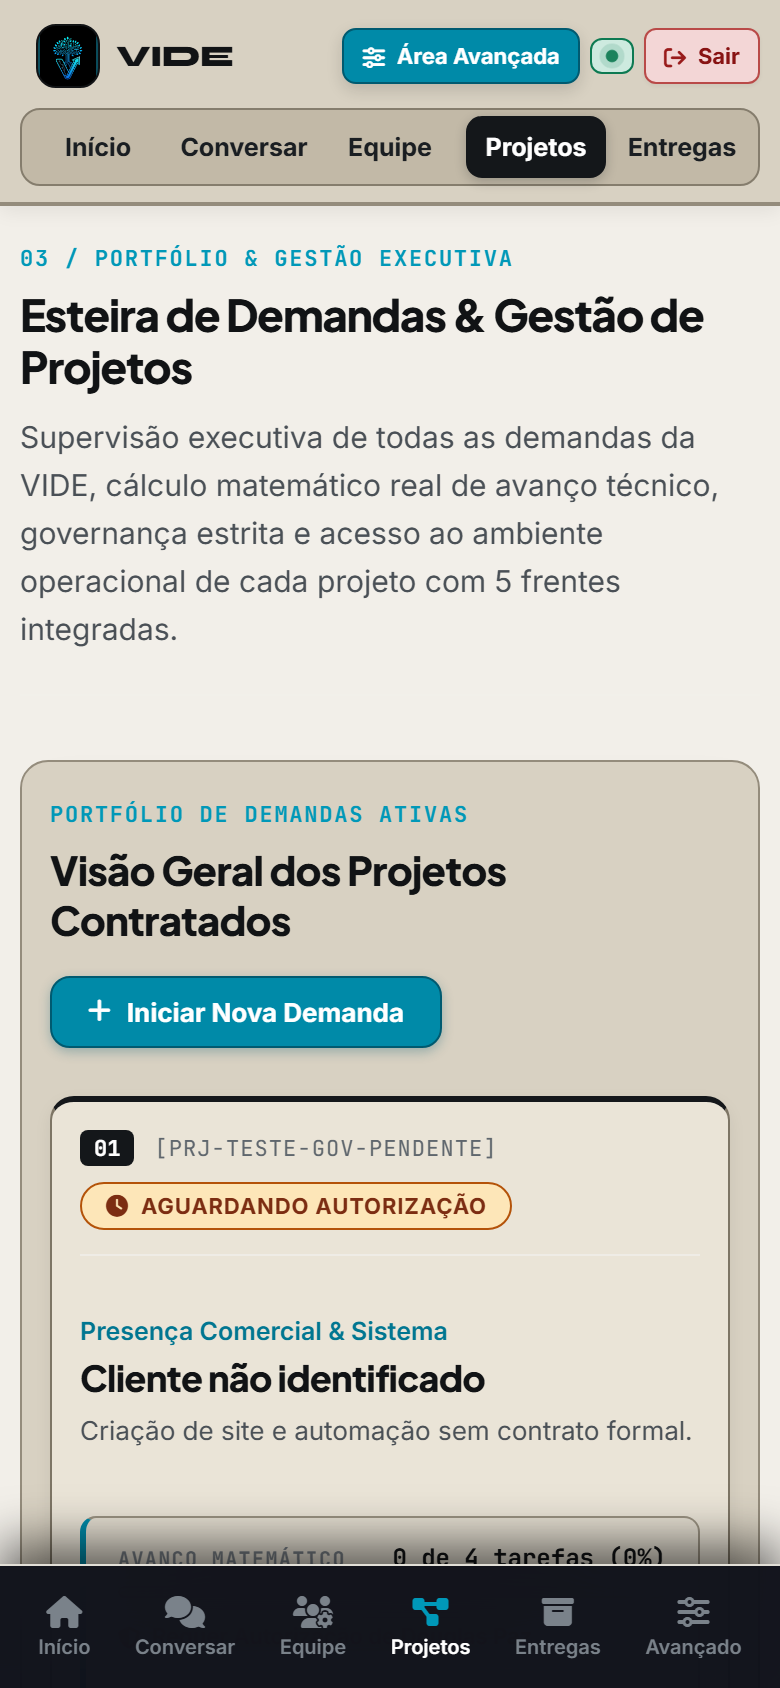 VIDE
Área Avançada
Sair
Início
Conversar
Equipe
Projetos
Entregas
03 / PORTFÓLIO & GESTÃO EXECUTIVA
Esteira de Demandas & Gestão de
Projetos
Supervisão executiva de todas as demandas da
VIDE, cálculo matemático real de avanço técnico,
governança estrita e acesso ao ambiente
operacional de cada projeto com 5 frentes
integradas.
PORTFÓLIO DE DEMANDAS ATIVAS
Visão Geral dos Projetos
Contratados
+ Iniciar Nova Demanda
01 [PRJ-TESTE-GOV-PENDENTE]
AGUARDANDO AUTORIZAÇÃO
Presença Comercial & Sistema
Cliente não identificado
Criação de site e automação sem contrato formal.
AVANÇO MATEMÁTICO 0 de 4 tarefas (0%)
Início
Conversar
Equipe
Projetos
Entregas
Avançado